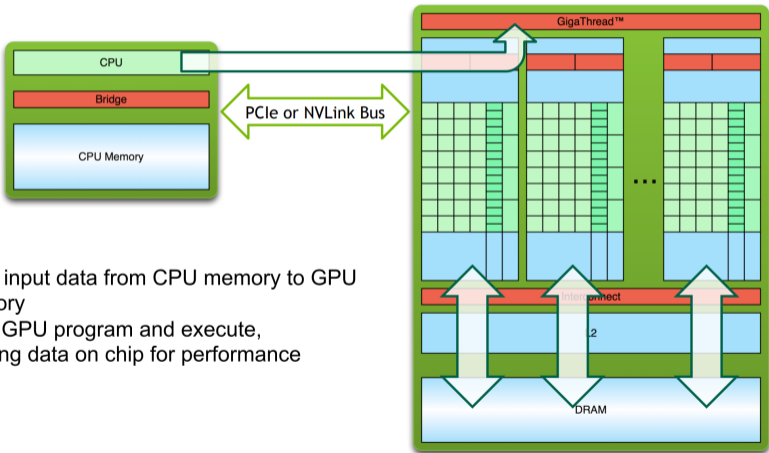 GigaThread™
CPU
Bridge
PCIe or NVLink Bus
CPU Memory
...
input data from CPU memory to GPU
ory
GPU program and execute,
ng data on chip for performance
Interconnect
L2
DRAM